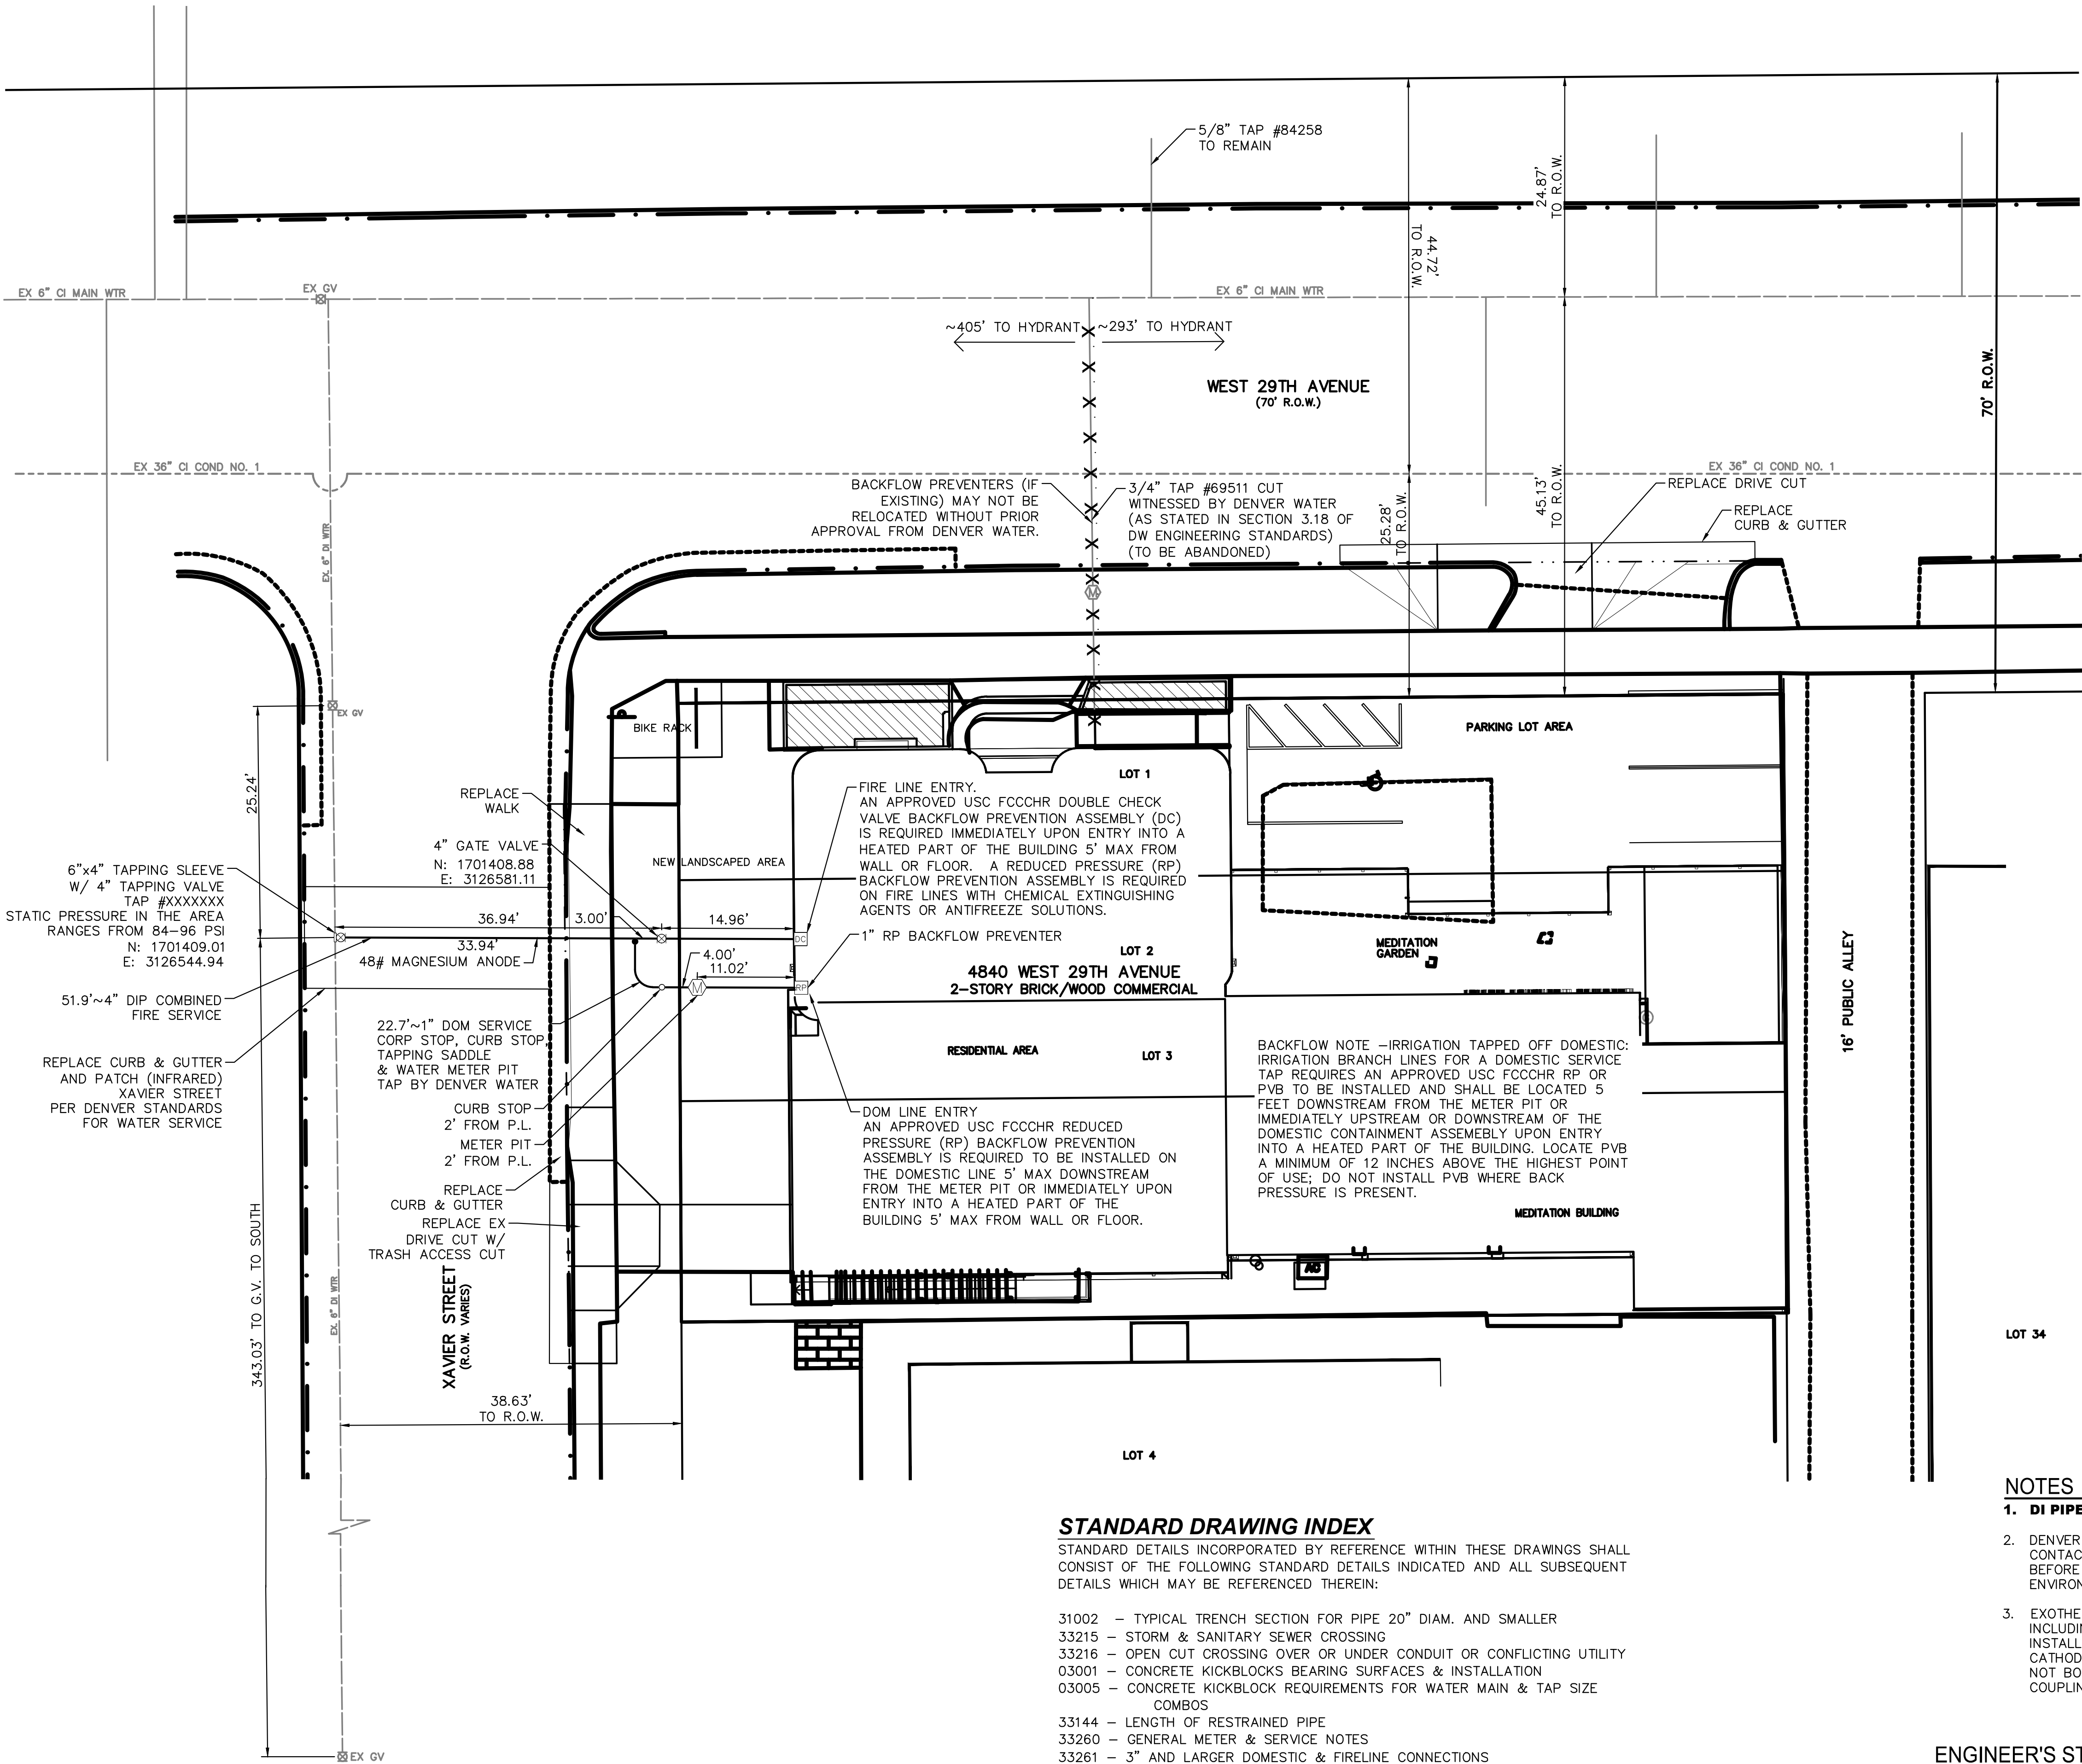 5/8" TAP #84258
TO REMAIN
24.87'
TO R.O.W.
44.72'
TO R.O.W.
EX 6" CI MAIN WTR
EX GV
EX 6" CI MAIN WTR
~405' TO HYDRANT
~293' TO HYDRANT
WEST 29TH AVENUE
(70' R.O.W.)
70' R.O.W.
EX 36" CI COND NO. 1
EX 36" CI COND NO. 1
BACKFLOW PREVENTERS (IF
EXISTING) MAY NOT BE
RELOCATED WITHOUT PRIOR
APPROVAL FROM DENVER WATER.
3/4" TAP #69511 CUT
WITNESSED BY DENVER WATER
(AS STATED IN SECTION 3.18 OF
DW ENGINEERING STANDARDS)
(TO BE ABANDONED)
25.28'
TO R.O.W.
45.13'
TO R.O.W.
REPLACE DRIVE CUT
REPLACE
CURB & GUTTER
EX. 6" DI WTR
M
EX GV
BIKE RACK
PARKING LOT AREA
LOT 1
25.24'
REPLACE
WALK
4" GATE VALVE
N: 1701408.88
E: 3126581.11
NEW LANDSCAPED AREA
FIRE LINE ENTRY.
AN APPROVED USC FCCCHR DOUBLE CHECK
VALVE BACKFLOW PREVENTION ASSEMBLY (DC)
IS REQUIRED IMMEDIATELY UPON ENTRY INTO A
HEATED PART OF THE BUILDING 5' MAX FROM
WALL OR FLOOR.  A REDUCED PRESSURE (RP)
BACKFLOW PREVENTION ASSEMBLY IS REQUIRED
ON FIRE LINES WITH CHEMICAL EXTINGUISHING
AGENTS OR ANTIFREEZE SOLUTIONS.
6"x4" TAPPING SLEEVE
W/ 4" TAPPING VALVE
TAP #XXXXXXX
STATIC PRESSURE IN THE AREA
RANGES FROM 84–96 PSI
N: 1701409.01
E: 3126544.94
36.94'
3.00'
14.96'
33.94'
48# MAGNESIUM ANODE
DC
1" RP BACKFLOW PREVENTER
4.00'
11.02'
M
RP
LOT 2
4840 WEST 29TH AVENUE
2-STORY BRICK/WOOD COMMERCIAL
MEDITATION
GARDEN
16' PUBLIC ALLEY
51.9'~4" DIP COMBINED
FIRE SERVICE
22.7'~1" DOM SERVICE
CORP STOP, CURB STOP,
TAPPING SADDLE
& WATER METER PIT
TAP BY DENVER WATER
REPLACE CURB & GUTTER
AND PATCH (INFRARED)
XAVIER STREET
PER DENVER STANDARDS
FOR WATER SERVICE
CURB STOP
2' FROM P.L.
METER PIT
2' FROM P.L.
REPLACE
CURB & GUTTER
REPLACE EX
DRIVE CUT W/
TRASH ACCESS CUT
RESIDENTIAL AREA
LOT 3
DOM LINE ENTRY
AN APPROVED USC FCCCHR REDUCED
PRESSURE (RP) BACKFLOW PREVENTION
ASSEMBLY IS REQUIRED TO BE INSTALLED ON
THE DOMESTIC LINE 5' MAX DOWNSTREAM
FROM THE METER PIT OR IMMEDIATELY UPON
ENTRY INTO A HEATED PART OF THE
BUILDING 5' MAX FROM WALL OR FLOOR.
BACKFLOW NOTE –IRRIGATION TAPPED OFF DOMESTIC:
IRRIGATION BRANCH LINES FOR A DOMESTIC SERVICE
TAP REQUIRES AN APPROVED USC FCCCHR RP OR
PVB TO BE INSTALLED AND SHALL BE LOCATED 5
FEET DOWNSTREAM FROM THE METER PIT OR
IMMEDIATELY UPSTREAM OR DOWNSTREAM OF THE
DOMESTIC CONTAINMENT ASSEMEBLY UPON ENTRY
INTO A HEATED PART OF THE BUILDING. LOCATE PVB
A MINIMUM OF 12 INCHES ABOVE THE HIGHEST POINT
OF USE; DO NOT INSTALL PVB WHERE BACK
PRESSURE IS PRESENT.
MEDITATION BUILDING
AC
343.03' TO G.V. TO SOUTH
EX. 6" DI WTR
XAVIER STREET
(R.O.W. VARIES)
38.63'
TO R.O.W.
LOT 34
LOT 4
EX GV
STANDARD DRAWING INDEX
STANDARD DETAILS INCORPORATED BY REFERENCE WITHIN THESE DRAWINGS SHALL
CONSIST OF THE FOLLOWING STANDARD DETAILS INDICATED AND ALL SUBSEQUENT
DETAILS WHICH MAY BE REFERENCED THEREIN:
31002  – TYPICAL TRENCH SECTION FOR PIPE 20" DIAM. AND SMALLER
33215 – STORM & SANITARY SEWER CROSSING
33216 – OPEN CUT CROSSING OVER OR UNDER CONDUIT OR CONFLICTING UTILITY
03001 – CONCRETE KICKBLOCKS BEARING SURFACES & INSTALLATION
03005 – CONCRETE KICKBLOCK REQUIREMENTS FOR WATER MAIN & TAP SIZE
COMBOS
33144 – LENGTH OF RESTRAINED PIPE
33260 – GENERAL METER & SERVICE NOTES
33261 – 3" AND LARGER DOMESTIC & FIRELINE CONNECTIONS
NOTES
1.  DI PIPE
2.  DENVER
CONTAC
BEFORE
ENVIRON
3.  EXOTHE
INCLUDIN
INSTALL
CATHOD
NOT BO
COUPLIN
ENGINEER'S ST